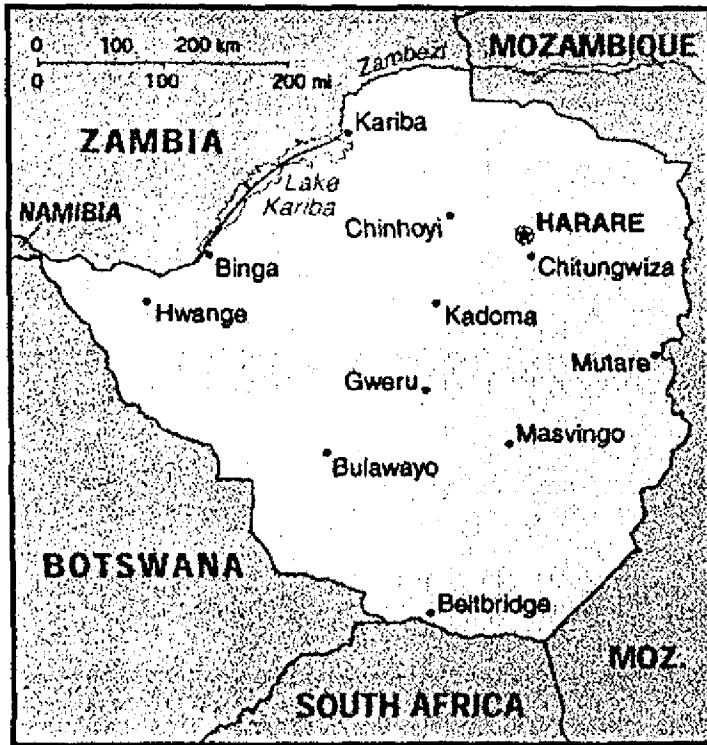 0 100 200 km
0 100 200 mi
Zambezi
MOZAMBIQUE
ZAMBIA
Kariba
Lake
Kariba
NAMIBIA
Chinhoyi
HARARE
Binga
Chitungwiza
Hwange
Kadoma
Mutare
Gweru
Masvingo
Bulawayo
BOTSWANA
Beitbridge
MOZ.
SOUTH AFRICA